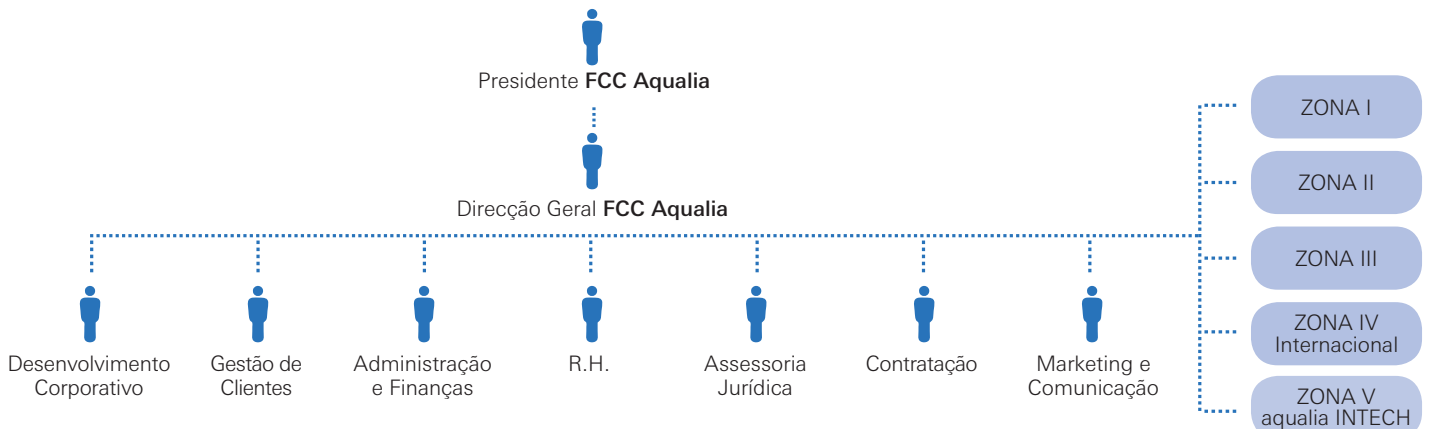 Presidente FCC Aqualia
Direcção Geral FCC Aqualia
Desenvolvimento
Corporativo
Gestão de
Clientes
Administração
e Finanças
R.H.
Assessoria
Jurídica
Contratação
Marketing e
Comunicação
ZONA I
ZONA II
ZONA III
ZONA IV
Internacional
ZONA V
aqualia INTECH